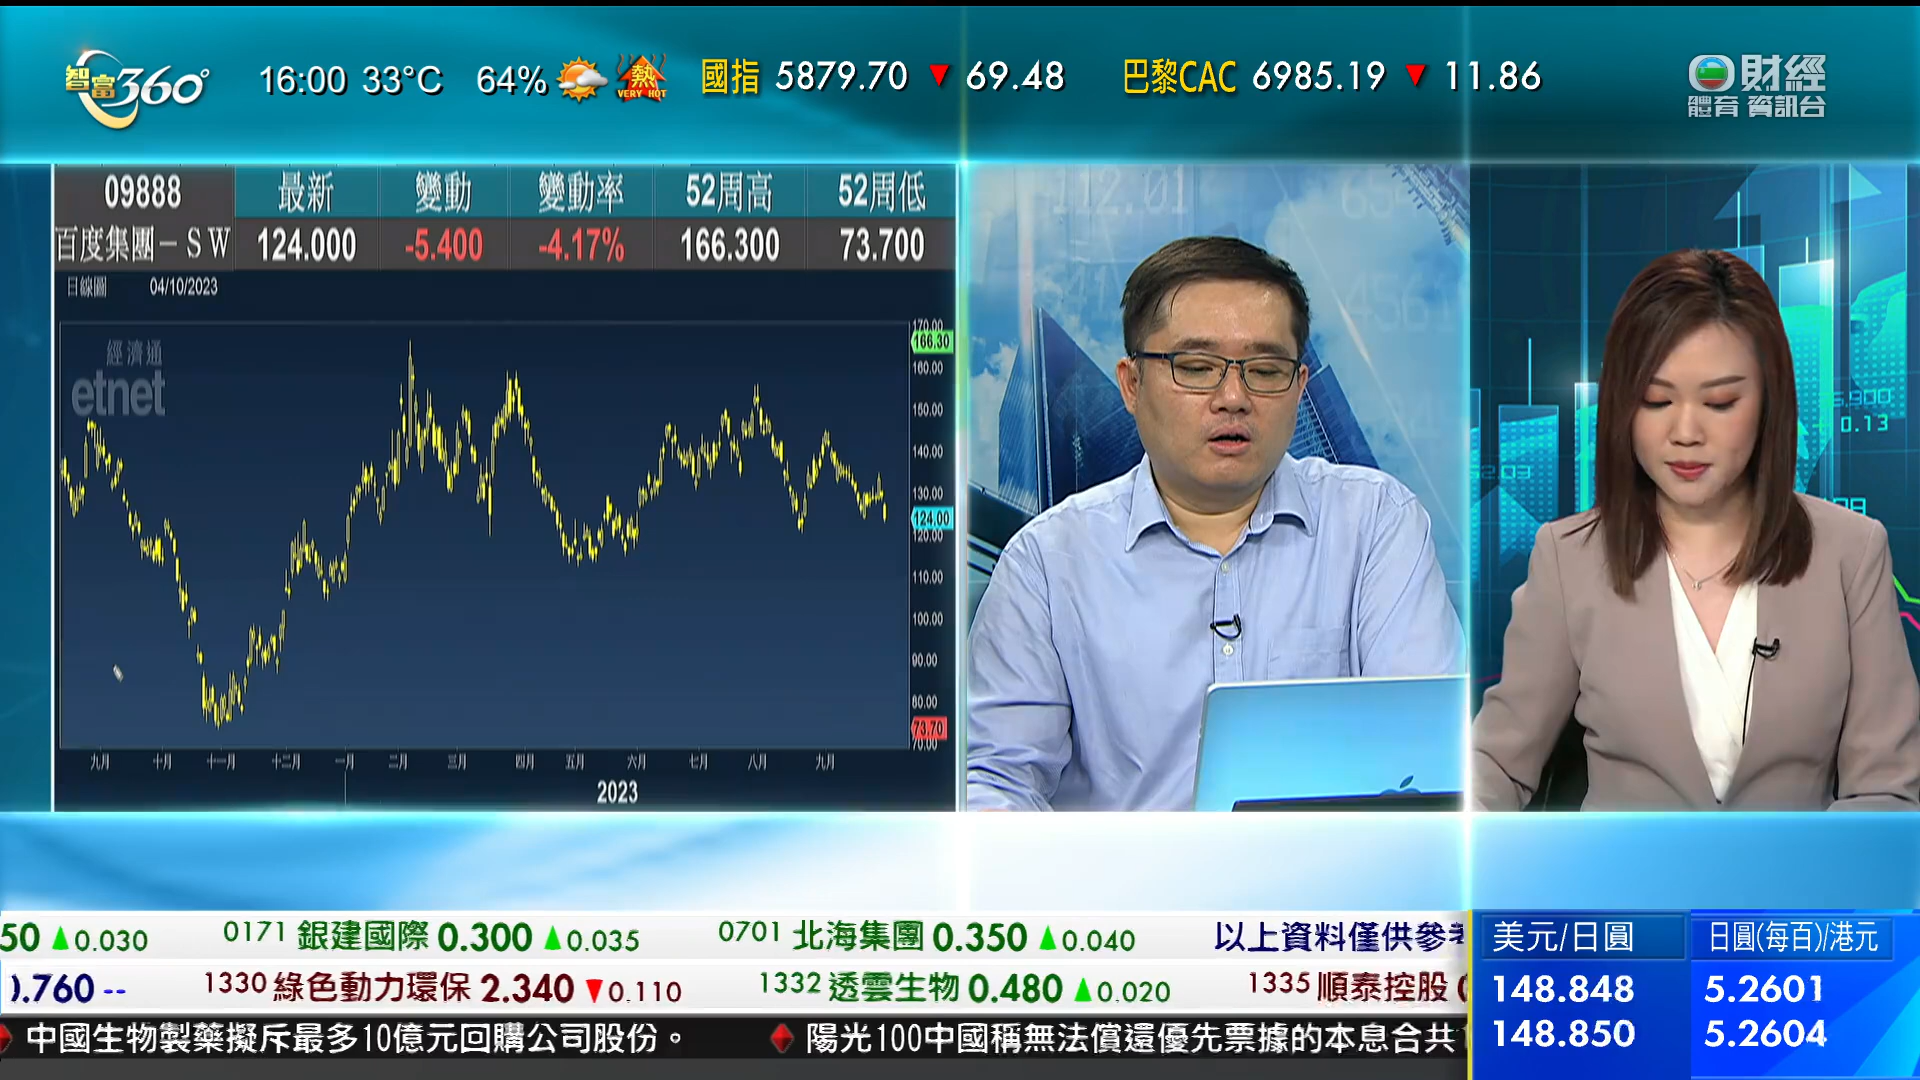 智富360°
16:00 33°C 64%
熱
VERY HOT
國指 5879.70 ▼ 69.48
巴黎CAC 6985.19 ▼ 11.86
財經
體育 資訊台
09888 最新 變動 變動率 52周高 52周低
百度集團－ＳＷ 124.000 -5.400 -4.17% 166.300 73.700
日線圖 04/10/2023
經濟通
etnet
170.00
166.30
160.00
150.00
140.00
130.00
124.00
120.00
110.00
100.00
90.00
80.00
73.70
70.00
九月 十月 十一月 十二月 一月 二月 三月 四月 五月 六月 七月 八月 九月
2023
112.01
0.13
50 ▲0.030 0171 銀建國際 0.300 ▲0.035 0701 北海集團 0.350 ▲0.040 以上資料僅供參考
.760 -- 1330 綠色動力環保 2.340 ▼0.110 1332 透雲生物 0.480 ▲0.020 1335 順泰控股
中國生物製藥擬斥最多10億元回購公司股份。 陽光100中國稱無法償還優先票據的本息合共
美元/日圓 日圓(每百)/港元
148.848 5.2601
148.850 5.2604